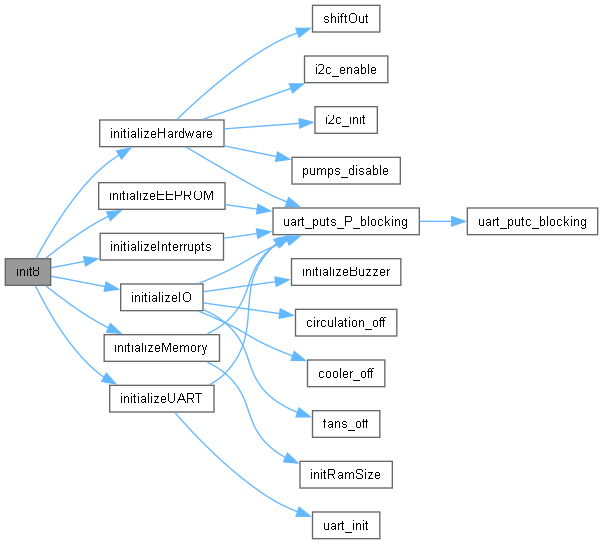 shiftOut
i2c_enable
i2c_init
initializeHardware
pumps_disable
initializeEEPROM
uart_puts_P_blocking
uart_putc_blocking
initializeInterrupts
init8
initializeBuzzer
initializeIO
circulation_off
initializeMemory
cooler_off
initializeUART
fans_off
initRamSize
uart_init